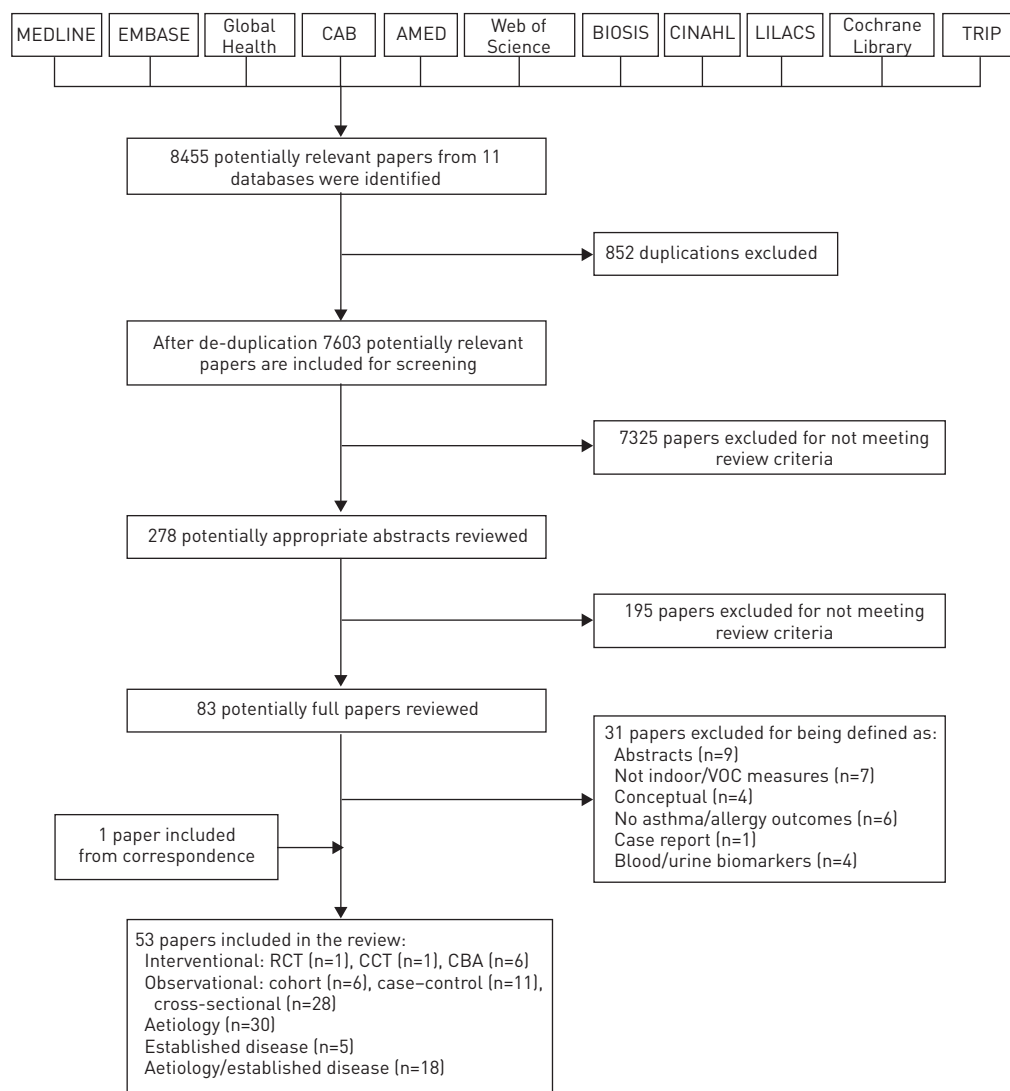 MEDLINE
EMBASE
Global
Health
CAB
AMED
Web of
Science
BIOSIS
CINAHL
LILACS
Cochrane
Library
TRIP
8455 potentially relevant papers from 11
databases were identified
852 duplications excluded
After de-duplication 7603 potentially relevant
papers are included for screening
7325 papers excluded for not meeting
review criteria
278 potentially appropriate abstracts reviewed
195 papers excluded for not meeting
review criteria
83 potentially full papers reviewed
31 papers excluded for being defined as:
Abstracts (n=9)
Not indoor/VOC measures (n=7)
Conceptual (n=4)
No asthma/allergy outcomes (n=6)
Case report (n=1)
Blood/urine biomarkers (n=4)
1 paper included
from correspondence
53 papers included in the review:
Interventional: RCT (n=1), CCT (n=1), CBA (n=6)
Observational: cohort (n=6), case–control (n=11),
cross-sectional (n=28)
Aetiology (n=30)
Established disease (n=5)
Aetiology/established disease (n=18)